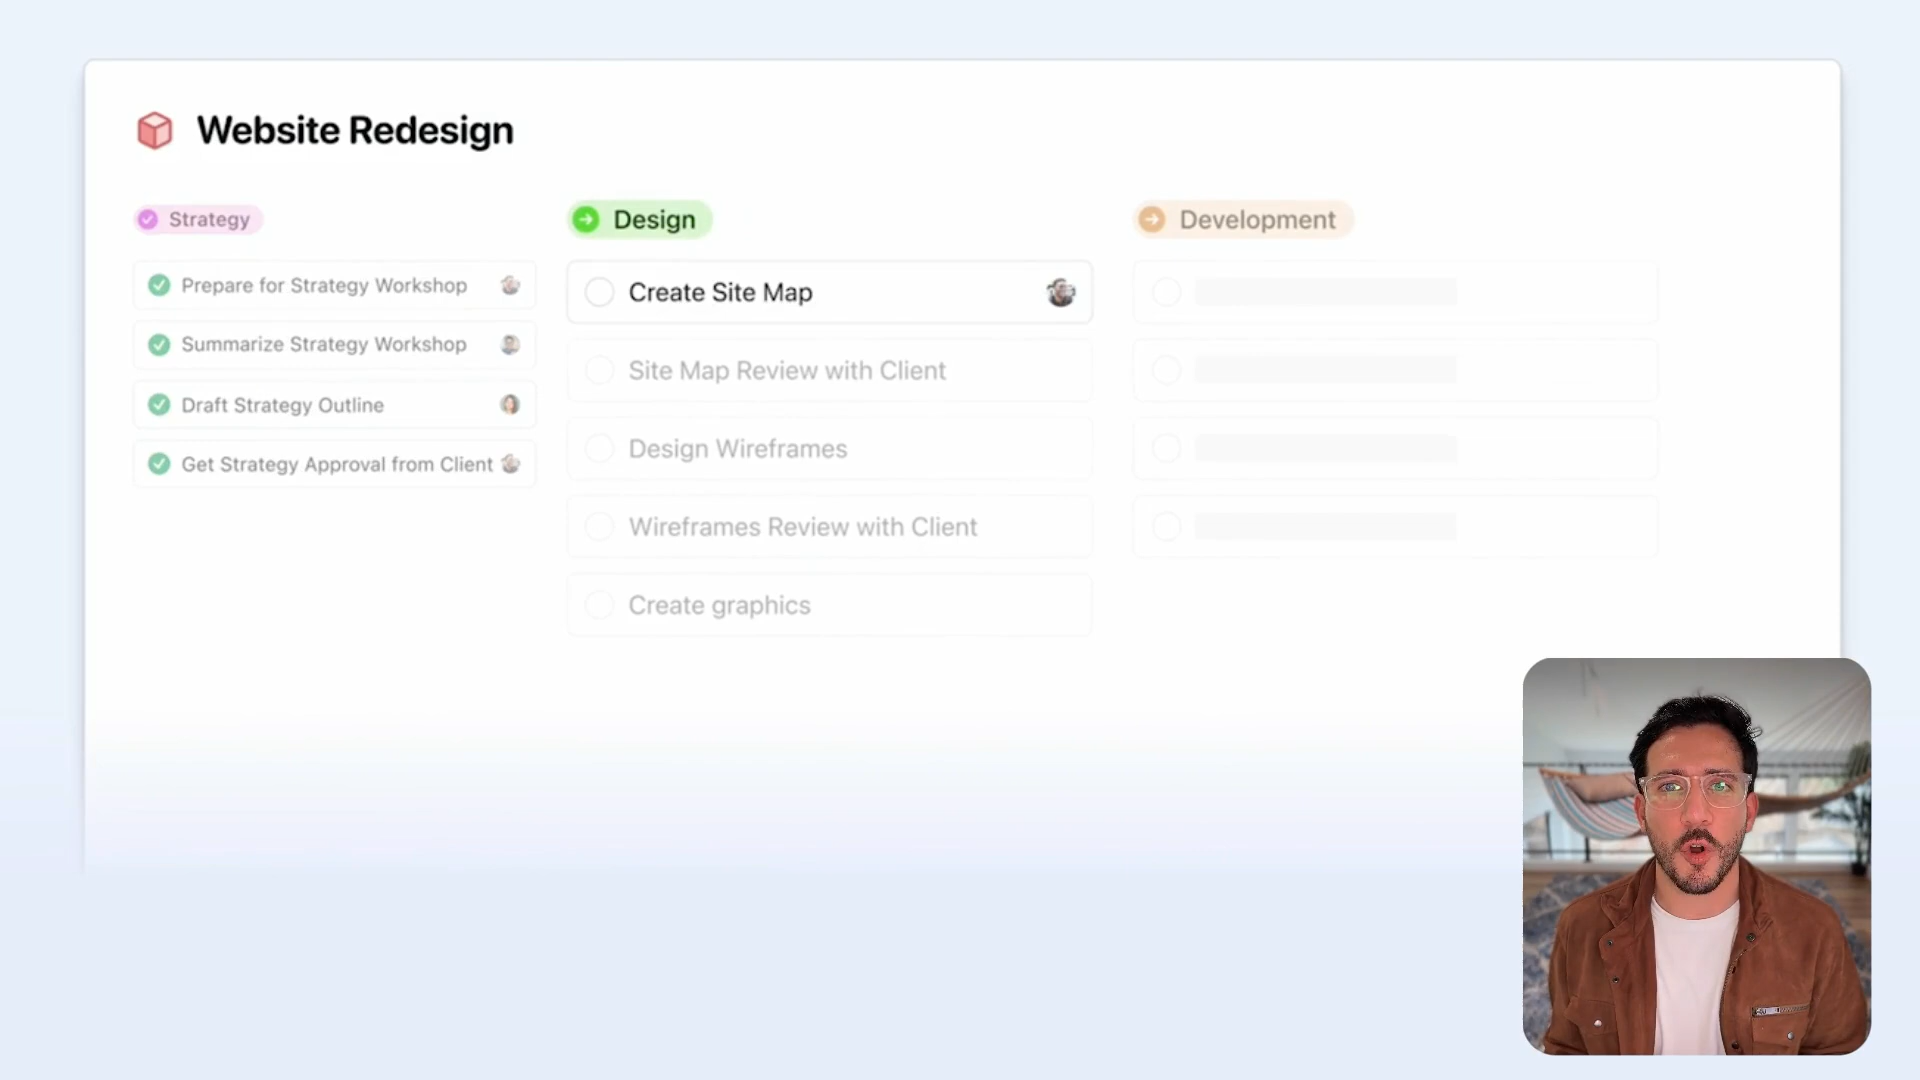 Website Redesign
Strategy
Prepare for Strategy Workshop
Summarize Strategy Workshop
Draft Strategy Outline
Get Strategy Approval from Client
Design
Create Site Map
Site Map Review with Client
Design Wireframes
Wireframes Review with Client
Create graphics
Development